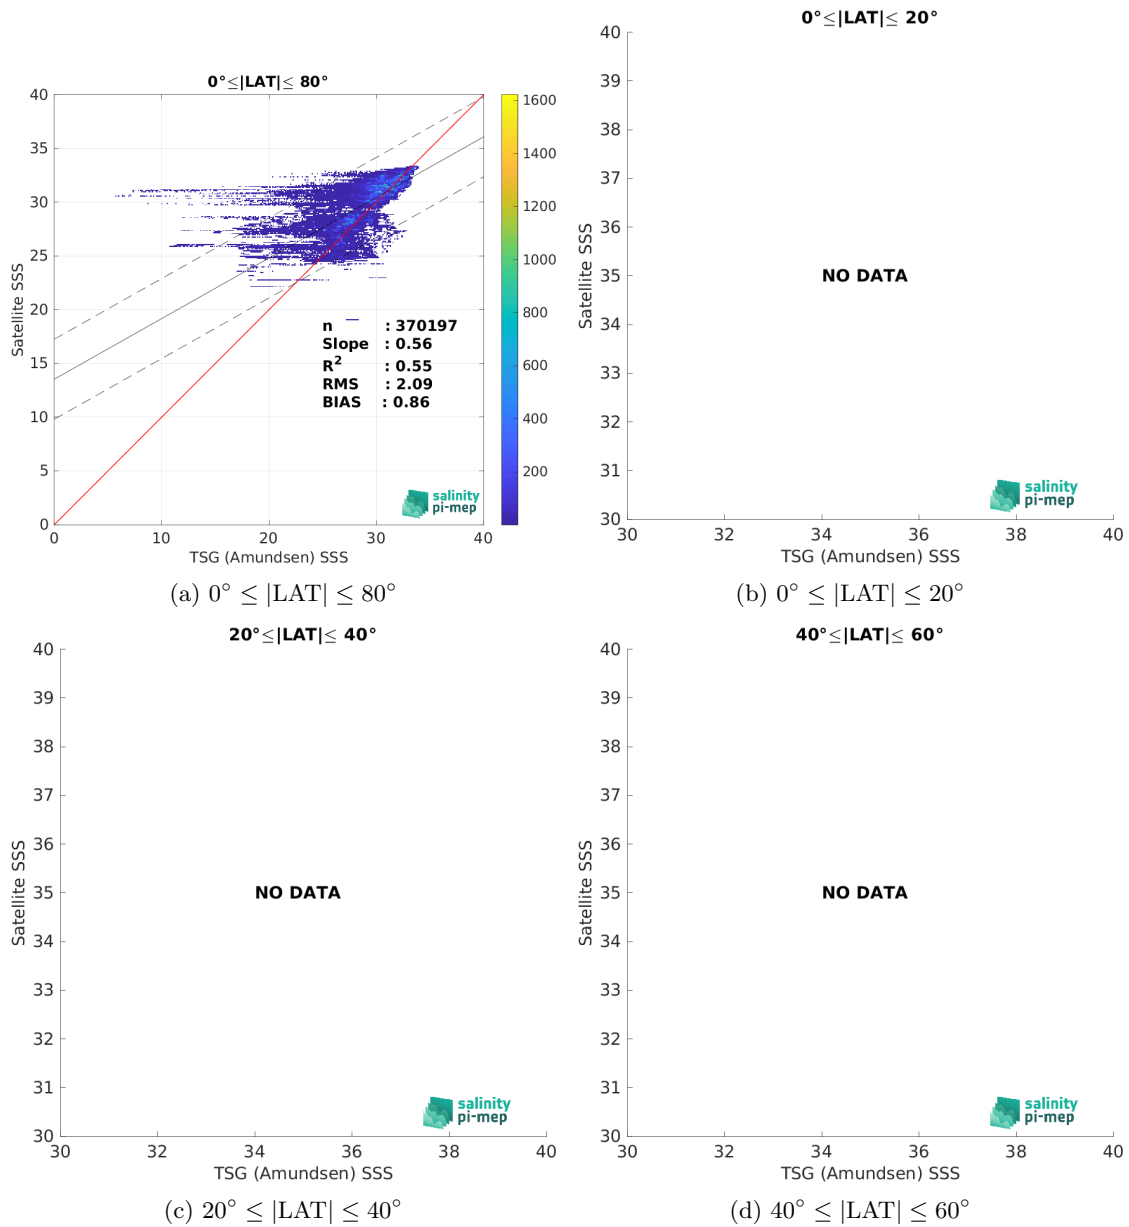 0°≤|LAT|≤ 80°
40
35
30
25
20
15
10
5
0
Satellite SSS
n : 370197
Slope : 0.56
R2 : 0.55
RMS : 2.09
BIAS : 0.86
salinity
pi-mep
0 10 20 30 40
TSG (Amundsen) SSS
1600
1400
1200
1000
800
600
400
200
(a) 0° ≤ |LAT| ≤ 80°
0°≤|LAT|≤ 20°
40
39
38
37
36
35
34
33
32
31
30
Satellite SSS
NO DATA
salinity
pi-mep
30 32 34 36 38 40
TSG (Amundsen) SSS
(b) 0° ≤ |LAT| ≤ 20°
20°≤|LAT|≤ 40°
40
39
38
37
36
35
34
33
32
31
30
Satellite SSS
NO DATA
salinity
pi-mep
30 32 34 36 38 40
TSG (Amundsen) SSS
(c) 20° ≤ |LAT| ≤ 40°
40°≤|LAT|≤ 60°
40
39
38
37
36
35
34
33
32
31
30
Satellite SSS
NO DATA
salinity
pi-mep
30 32 34 36 38 40
TSG (Amundsen) SSS
(d) 40° ≤ |LAT| ≤ 60°